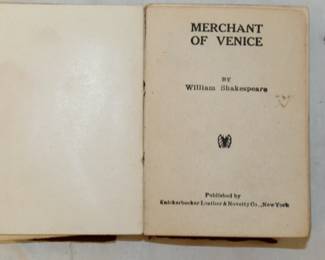 MERCHANT
OF VENICE
BY
William Shakespeare
Published by
Knickerbocker Leather & Novelty Co., New York